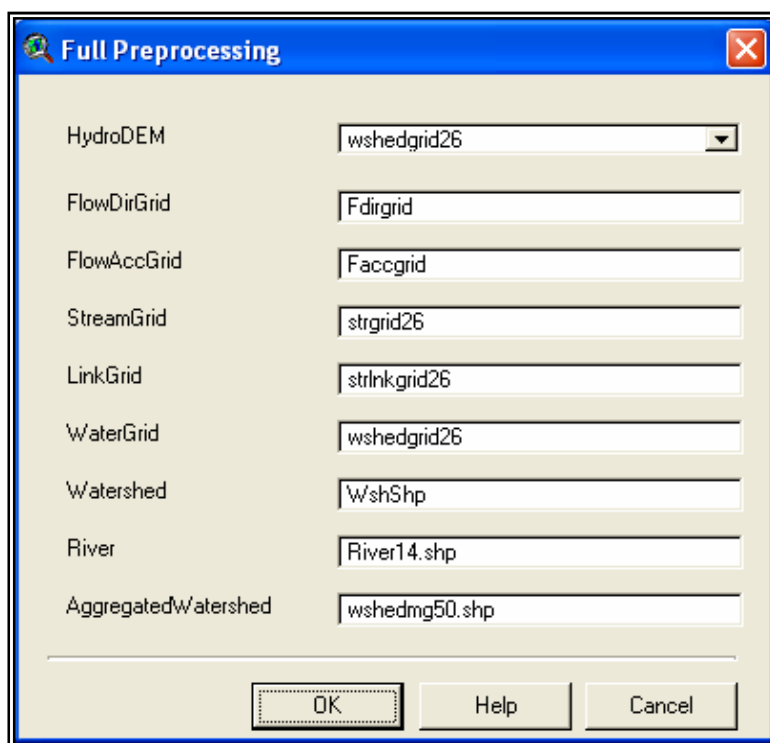 Full Preprocessing
HydroDEM wshedgrid26
FlowDirGrid Fdirgrid
FlowAccGrid Faccgrid
StreamGrid strgrid26
LinkGrid strlnkgrid26
WaterGrid wshedgrid26
Watershed WshShp
River River14.shp
AggregatedWatershed wshedmg50.shp
OK Help Cancel